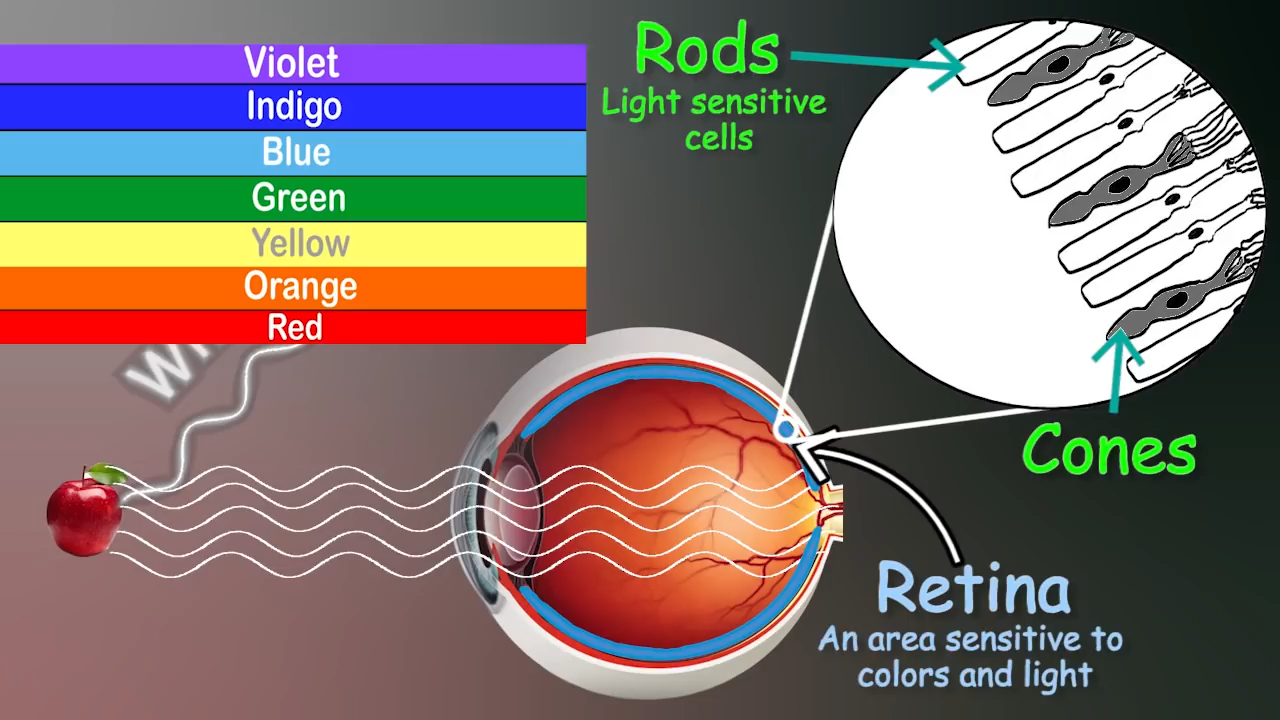 Violet
Indigo
Blue
Green
Yellow
Orange
Red
Rods
Light sensitive
cells
Cones
Retina
An area sensitive to
colors and light